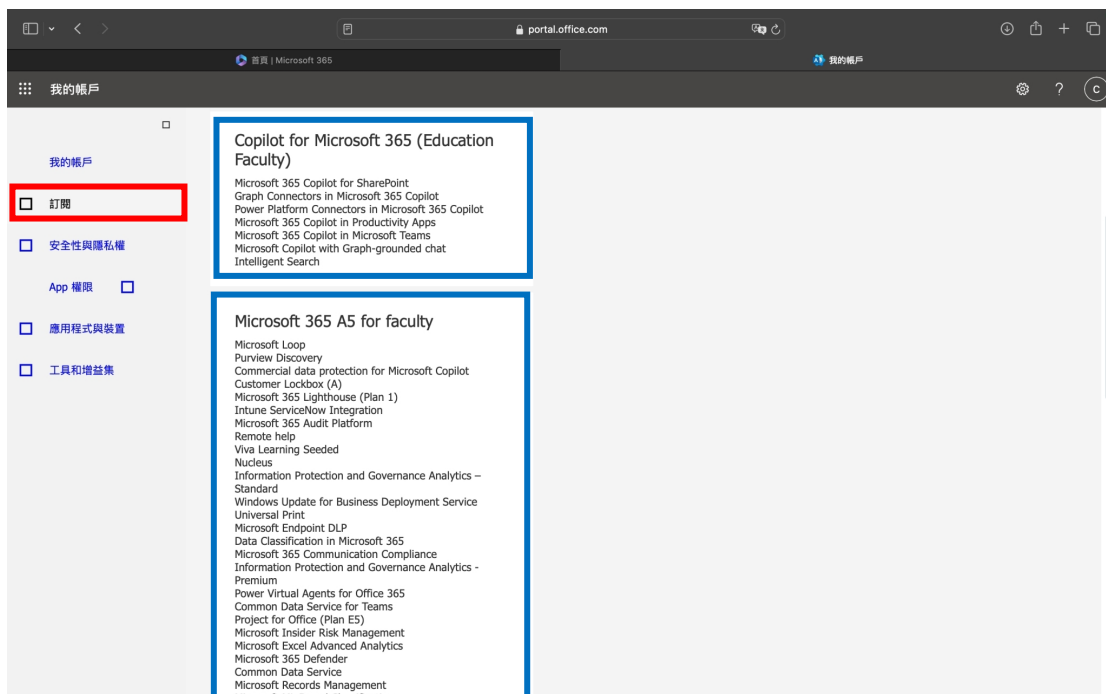 portal.office.com
首頁 | Microsoft 365
我的帳戶
我的帳戶
?
C
我的帳戶
訂閱
安全性與隱私權
App 權限
應用程式與裝置
工具和增益集
Copilot for Microsoft 365 (Education
Faculty)
Microsoft 365 Copilot for SharePoint
Graph Connectors in Microsoft 365 Copilot
Power Platform Connectors in Microsoft 365 Copilot
Microsoft 365 Copilot in Productivity Apps
Microsoft 365 Copilot in Microsoft Teams
Microsoft Copilot with Graph-grounded chat
Intelligent Search
Microsoft 365 A5 for faculty
Microsoft Loop
Purview Discovery
Commercial data protection for Microsoft Copilot
Customer Lockbox (A)
Microsoft 365 Lighthouse (Plan 1)
Intune ServiceNow Integration
Microsoft 365 Audit Platform
Remote help
Viva Learning Seeded
Nucleus
Information Protection and Governance Analytics –
Standard
Windows Update for Business Deployment Service
Universal Print
Microsoft Endpoint DLP
Data Classification in Microsoft 365
Microsoft 365 Communication Compliance
Information Protection and Governance Analytics -
Premium
Power Virtual Agents for Office 365
Common Data Service for Teams
Project for Office (Plan E5)
Microsoft Insider Risk Management
Microsoft Excel Advanced Analytics
Microsoft 365 Defender
Common Data Service
Microsoft Records Management